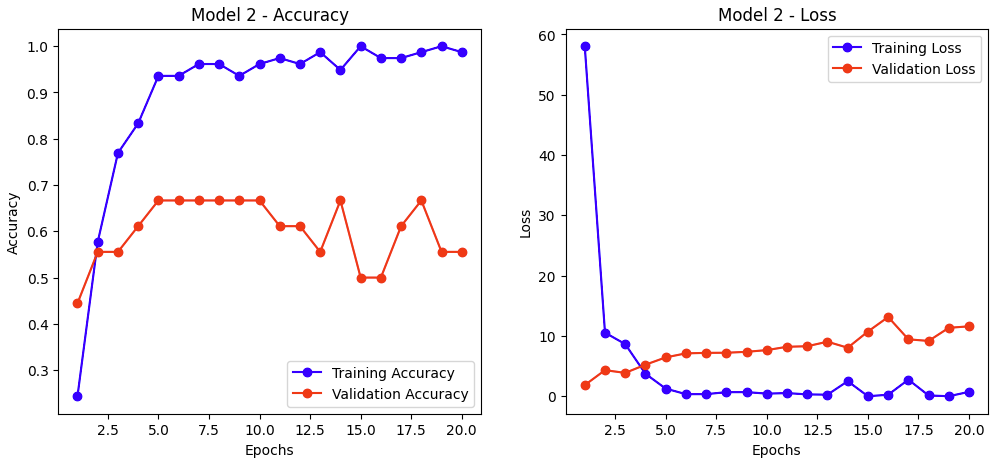 Model 2 - Accuracy
1.0
0.9
0.8
0.7
0.6
0.5
0.4
0.3
Accuracy
2.5 5.0 7.5 10.0 12.5 15.0 17.5 20.0
Epochs
Training Accuracy
Validation Accuracy
Model 2 - Loss
60
50
40
30
20
10
0
Loss
2.5 5.0 7.5 10.0 12.5 15.0 17.5 20.0
Epochs
Training Loss
Validation Loss